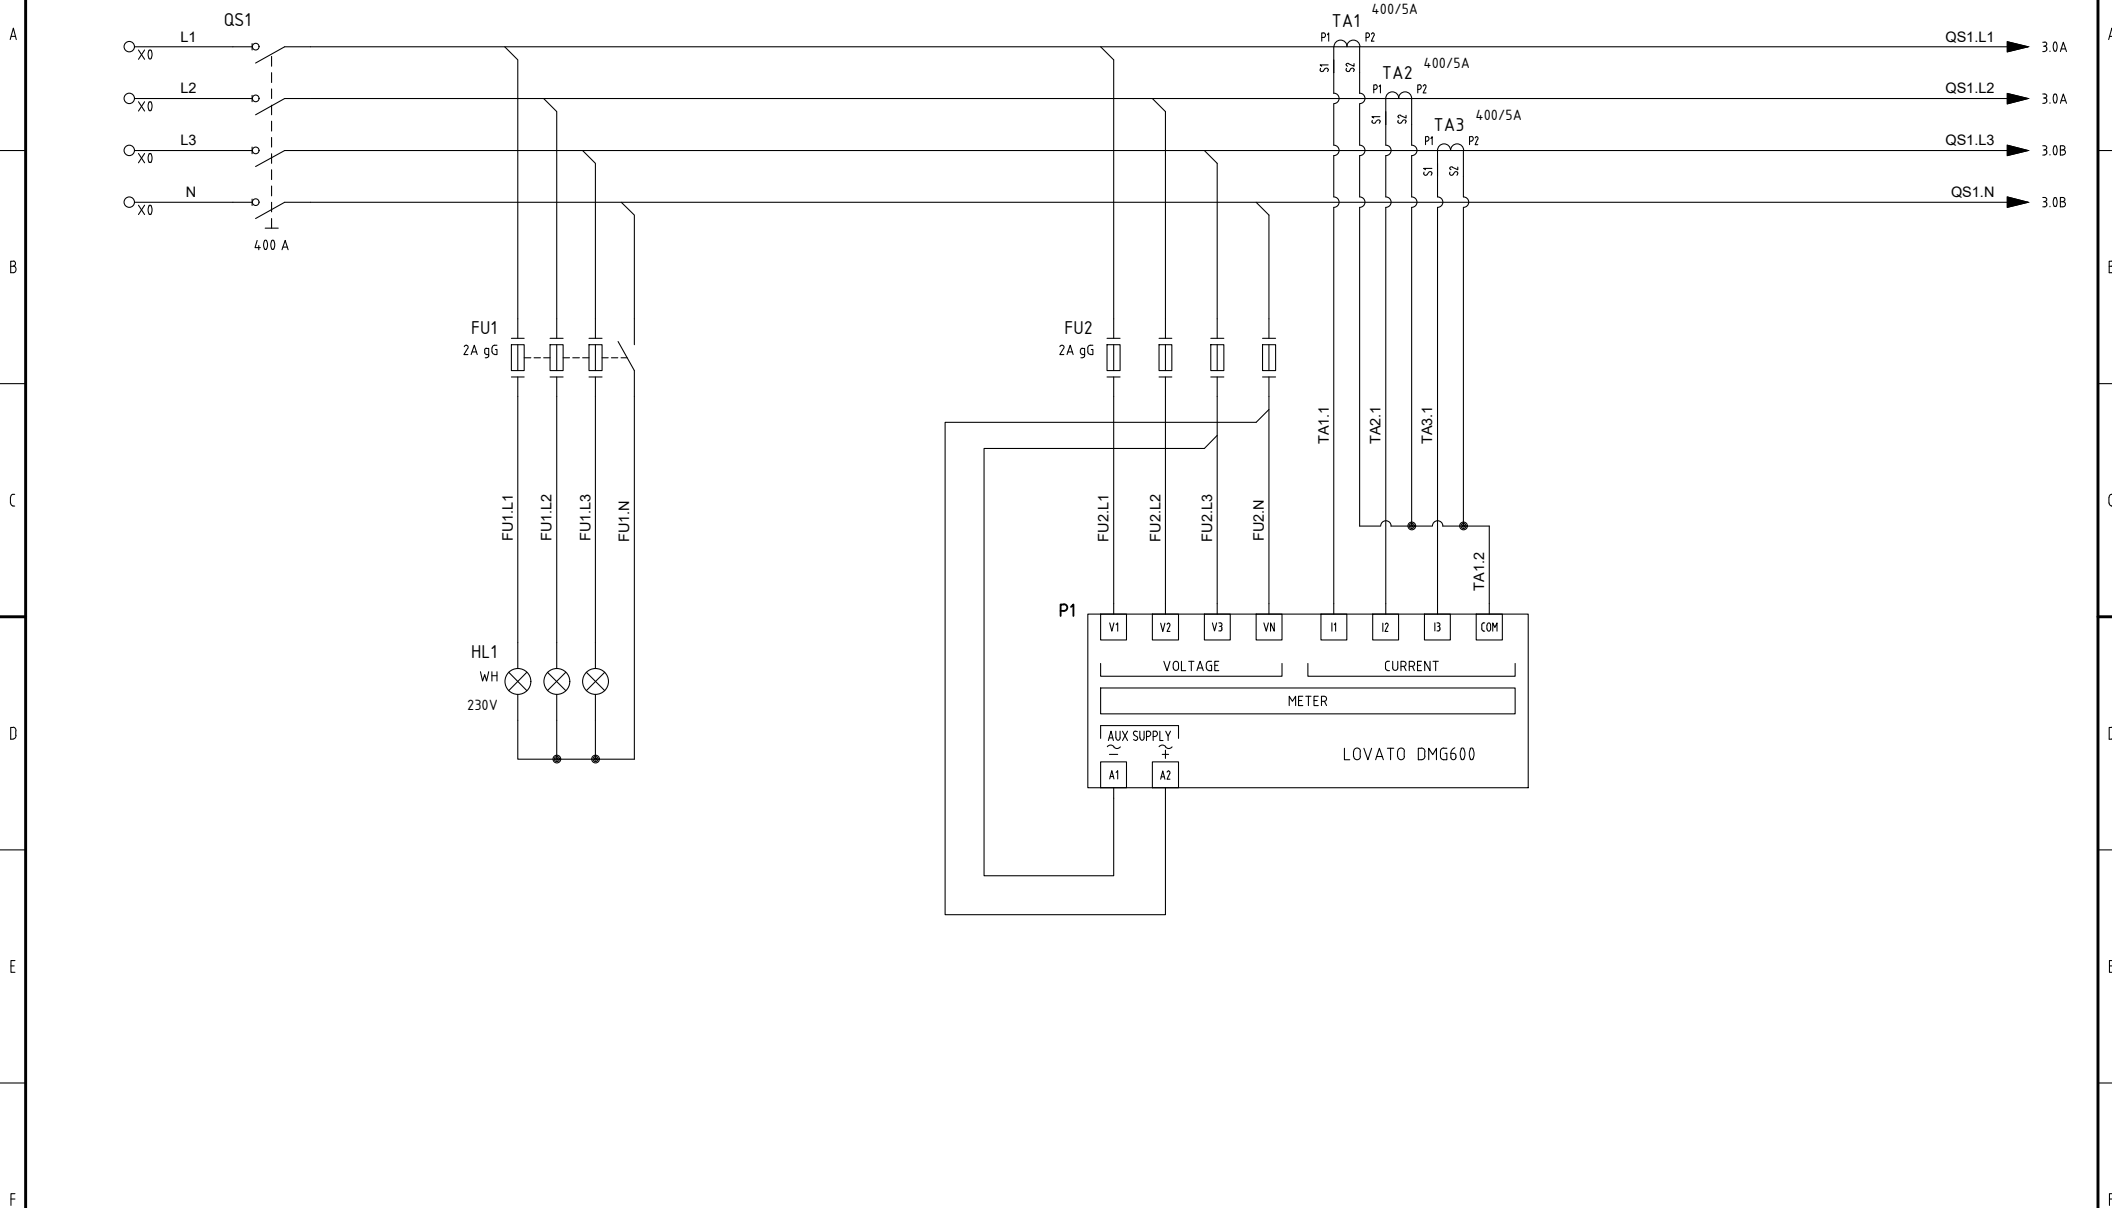 A
QS1
TA1 400/5A
L1
P1 P2
QS1.L1
X0
3.0A
S1 S2
TA2 400/5A
L2
P1 P2
QS1.L2
X0
3.0A
S1 S2
TA3 400/5A
L3
P1 P2
QS1.L3
X0
3.0B
S1 S2
N
QS1.N
X0
3.0B
400 A
B
FU1
2A gG
FU2
2A gG
TA1.1
TA2.1
TA3.1
C
FU1.L1
FU1.L2
FU1.L3
FU1.N
FU2.L1
FU2.L2
FU2.L3
FU2.N
TA1.2
P1
V1 V2 V3 VN I1 I2 I3 COM
HL1
WH
230V
VOLTAGE CURRENT
METER
D
AUX SUPPLY
LOVATO DMG600
~ ~
- +
A1 A2
E
F